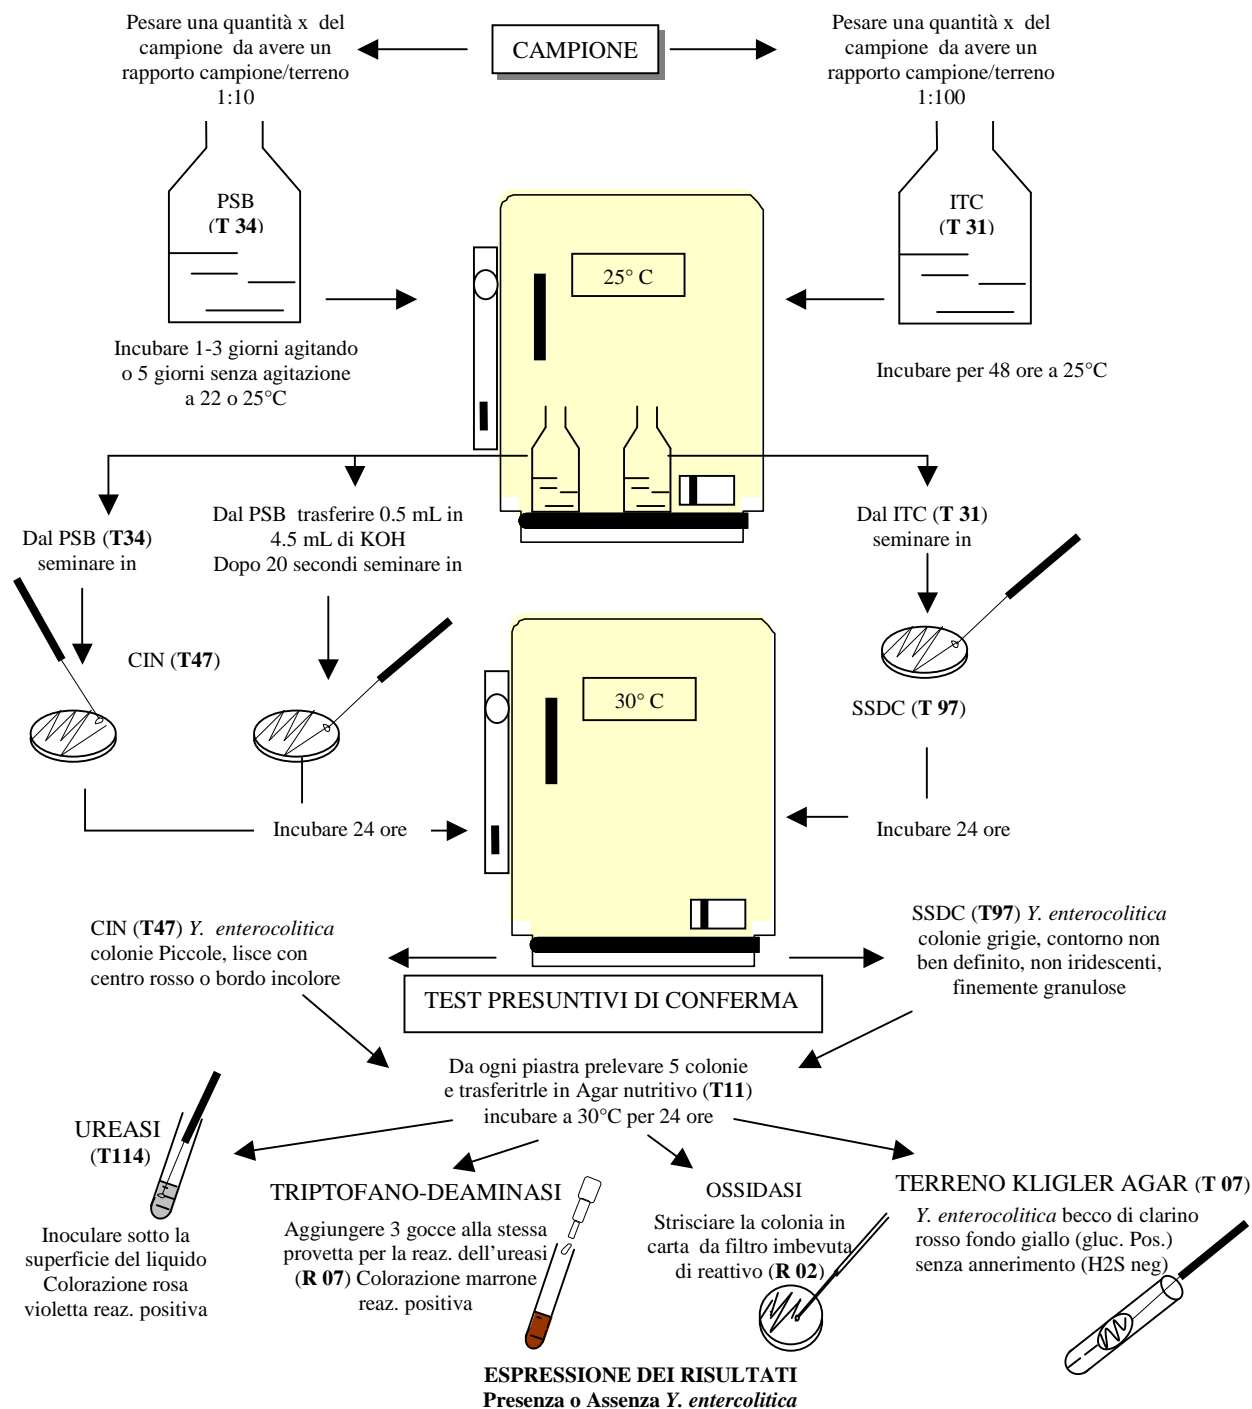 Pesare una quantità x del
campione da avere un
rapporto campione/terreno
1:10
CAMPIONE
Pesare una quantità x del
campione da avere un
rapporto campione/terreno
1:100
PSB
(T 34)
ITC
(T 31)
25° C
Incubare 1-3 giorni agitando
o 5 giorni senza agitazione
a 22 o 25°C
Incubare per 48 ore a 25°C
Dal PSB (T34)
seminare in
Dal PSB trasferire 0.5 mL in
4.5 mL di KOH
Dopo 20 secondi seminare in
Dal ITC (T 31)
seminare in
CIN (T47)
30° C
SSDC (T 97)
Incubare 24 ore
Incubare 24 ore
CIN (T47) Y. enterocolitica
colonie Piccole, lisce con
centro rosso o bordo incolore
SSDC (T97) Y. enterocolitica
colonie grigie, contorno non
ben definito, non iridescenti,
finemente granulose
TEST PRESUNTIVI DI CONFERMA
Da ogni piastra prelevare 5 colonie
e trasferitrle in Agar nutritivo (T11)
incubare a 30°C per 24 ore
UREASI
(T114)
Inoculare sotto la
superficie del liquido
Colorazione rosa
violetta reaz. positiva
TRIPTOFANO-DEAMINASI
Aggiungere 3 gocce alla stessa
provetta per la reaz. dell'ureasi
(R 07) Colorazione marrone
reaz. positiva
OSSIDASI
Strisciare la colonia in
carta da filtro imbevuta
di reattivo (R 02)
TERRENO KLIGLER AGAR (T 07)
Y. enterocolitica becco di clarino
rosso fondo giallo (gluc. Pos.)
senza annerimento (H2S neg)
ESPRESSIONE DEI RISULTATI
Presenza o Assenza Y. entercolitica